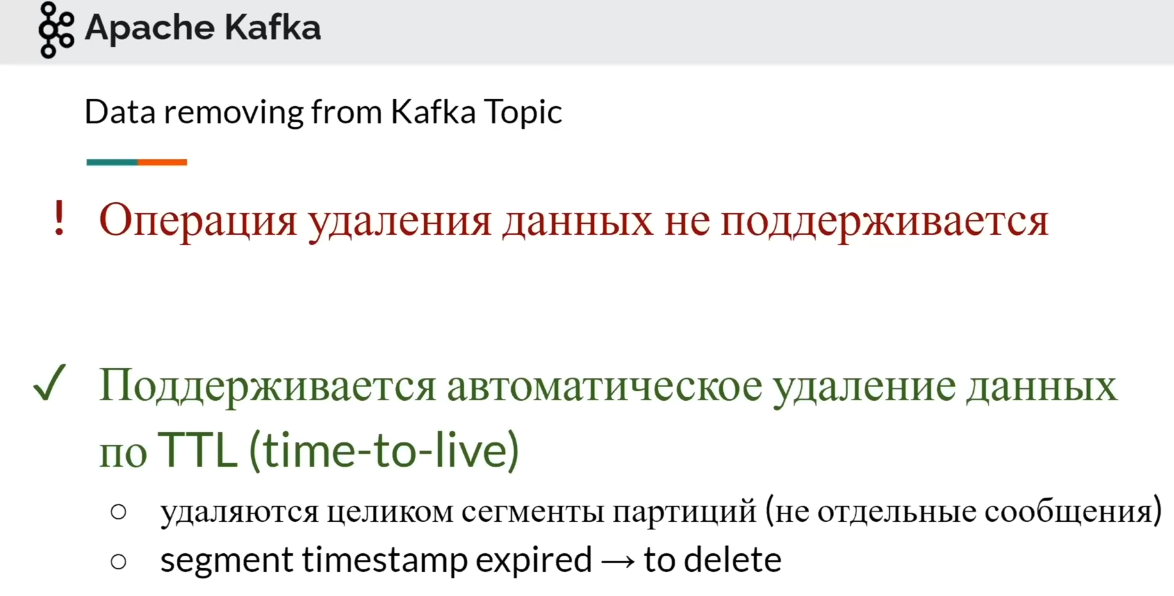 Apache Kafka
Data removing from Kafka Topic
! Операция удаления данных не поддерживается
✓ Поддерживается автоматическое удаление данных
по TTL (time-to-live)
○ удаляются целиком сегменты партиций (не отдельные сообщения)
○ segment timestamp expired → to delete